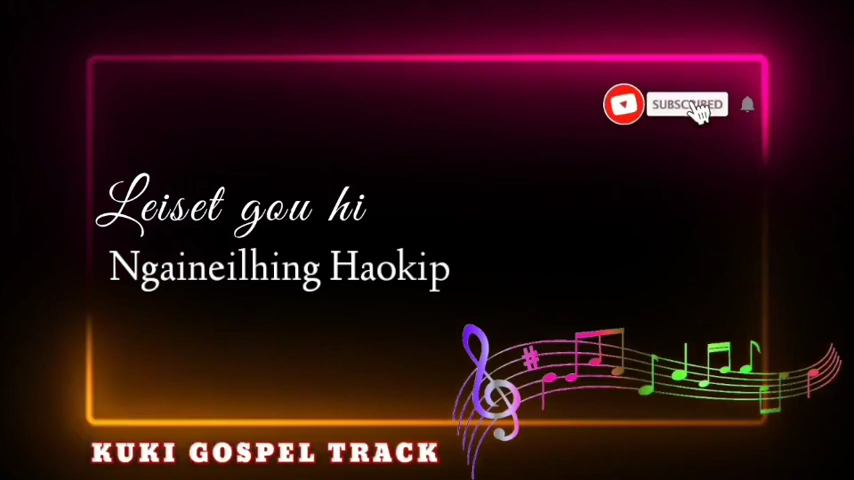 SUBSCRIBED
Leiset gou hi
Ngaineilhing Haokip
KUKI GOSPEL TRACK